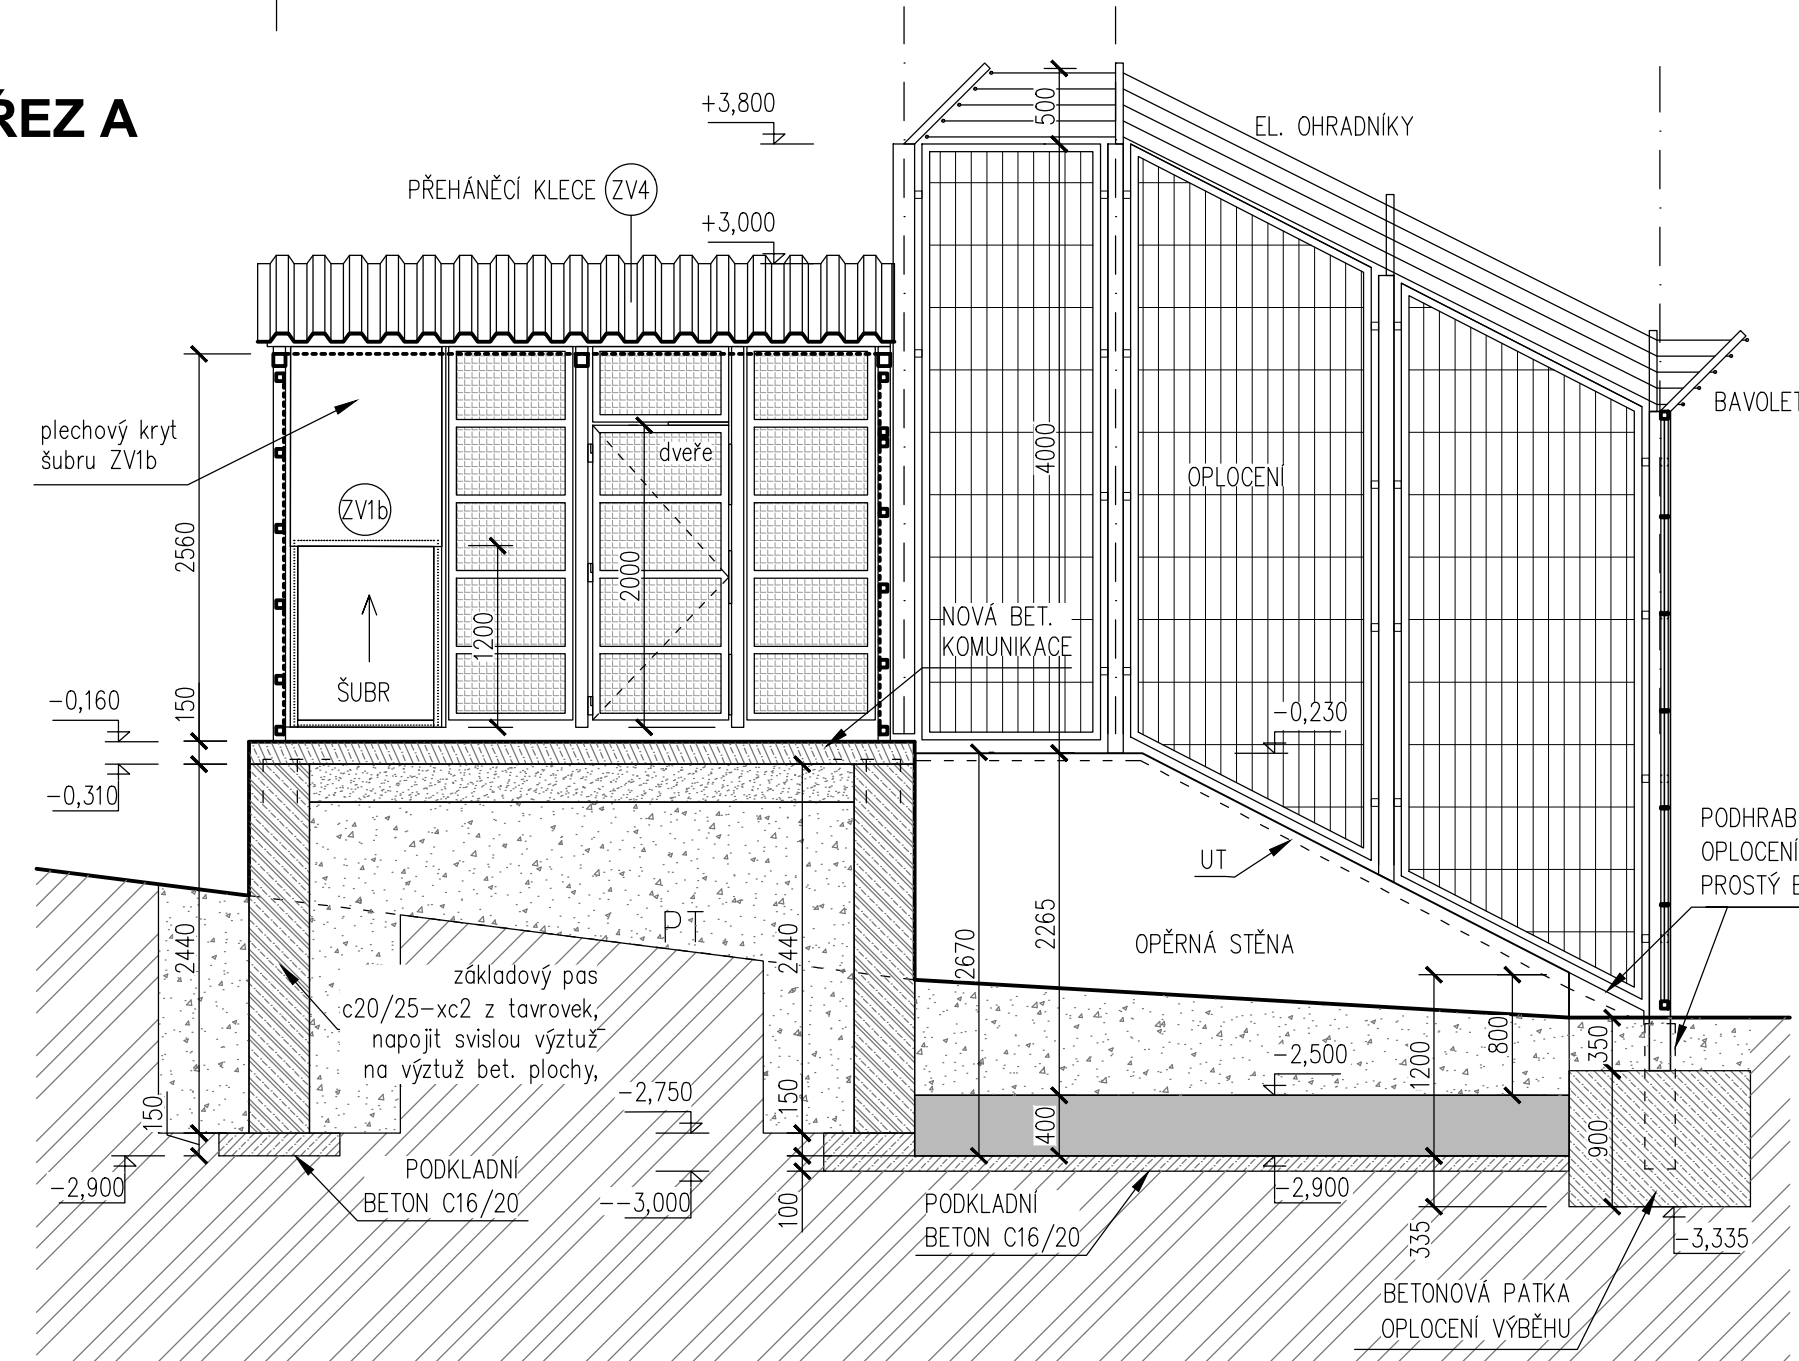 ŘEZ A
+3,800
500
EL. OHRADNÍKY
PŘEHÁNĚCÍ KLECE ZV4
+3,000
plechový kryt
šubru ZV1b
BAVOLET
dveře
4000
OPLOCENÍ
ZV1b
2560
2000
1200
NOVÁ BET.
KOMUNIKACE
ŠUBR
-0,160
150
-0,230
-0,310
PODHRAB
OPLOCENÍ
PROSTÝ
UT
PT
2440
2440
2670
2265
OPĚRNÁ STĚNA
základový pas
c20/25-xc2 z tavrovek,
napojit svislou výztuž
na výztuž bet. plochy,
-2,500
1200
800
350
-2,750
150
150
400
900
PODKLADNÍ
BETON C16/20
-2,900
--3,000
100
PODKLADNÍ
BETON C16/20
-2,900
335
-3,335
BETONOVÁ PATKA
OPLOCENÍ VÝBĚHU